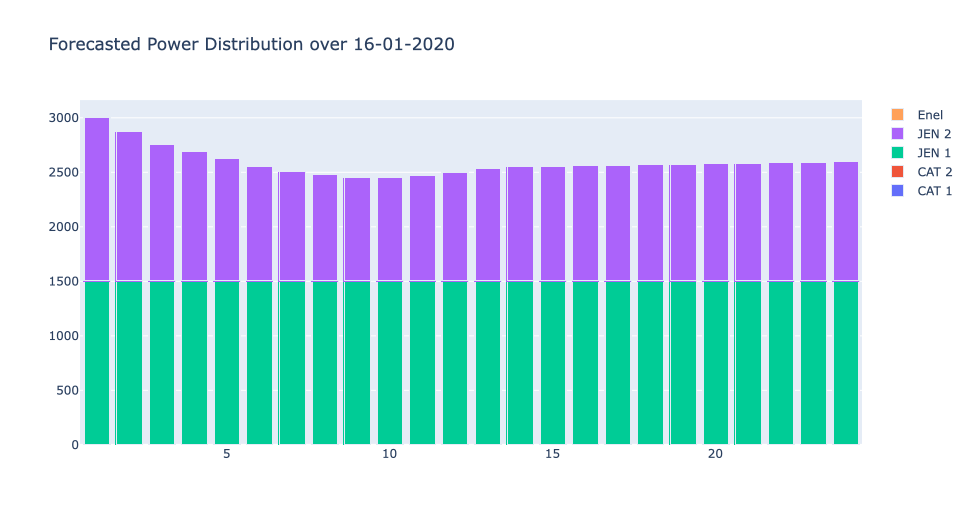 Forecasted Power Distribution over 16-01-2020
3000
2500
2000
1500
1000
500
0
5
10
15
20
Enel
JEN 2
JEN 1
CAT 2
CAT 1